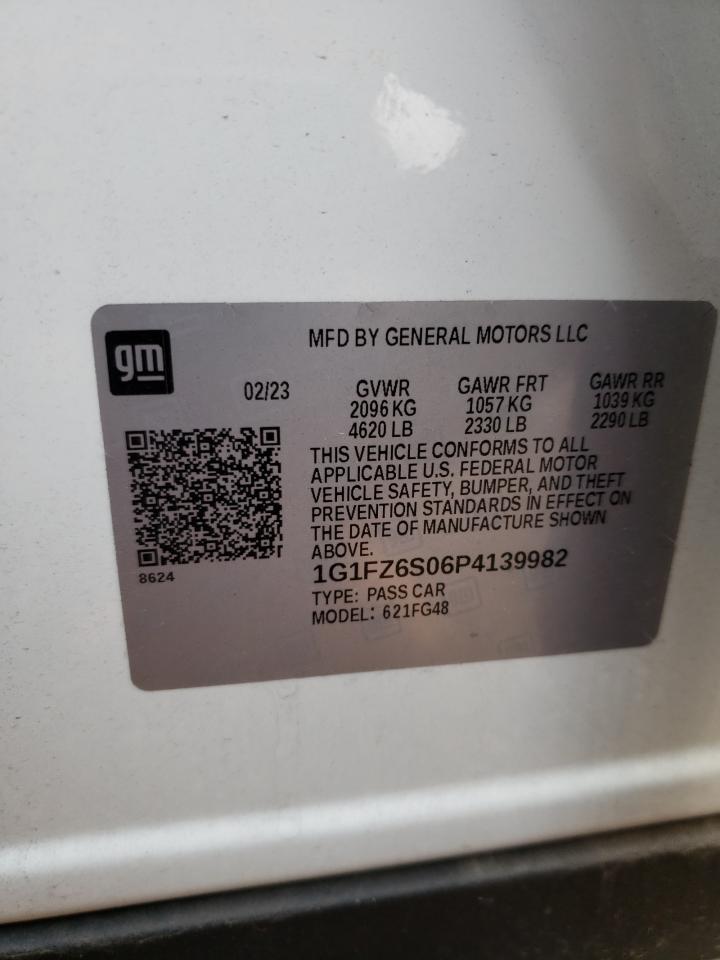 gm
MFD BY GENERAL MOTORS LLC
02/23 GVWR GAWR FRT GAWR RR
2096 KG 1057 KG 1039 KG
4620 LB 2330 LB 2290 LB
THIS VEHICLE CONFORMS TO ALL
APPLICABLE U.S. FEDERAL MOTOR
VEHICLE SAFETY, BUMPER, AND THEFT
PREVENTION STANDARDS IN EFFECT ON
THE DATE OF MANUFACTURE SHOWN
ABOVE.
8624
1G1FZ6S06P4139982
TYPE: PASS CAR
MODEL: 621FG48